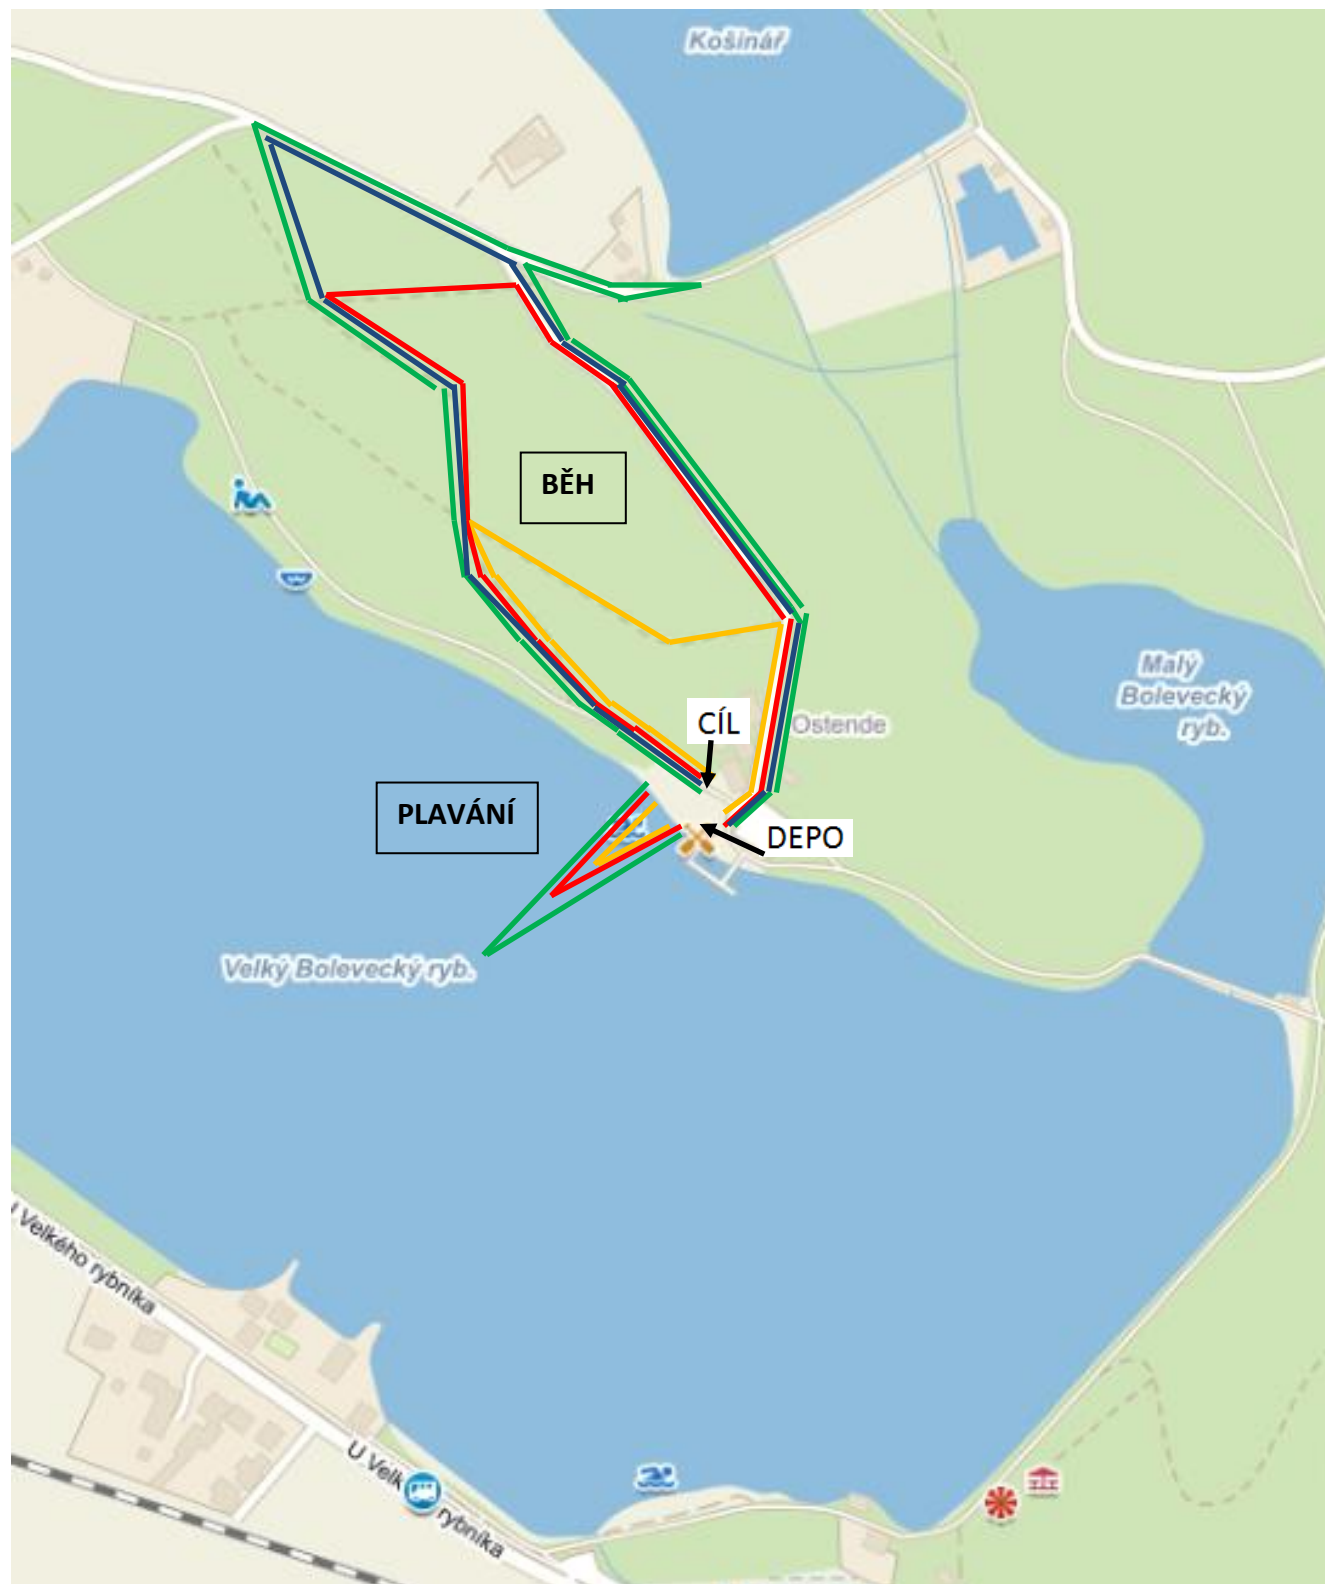 Košinář
BĚH
Malý
Bolevecký
ryb.
CÍL
Ostende
PLAVÁNÍ
DEPO
Velký Bolevecký ryb.
U Velkého rybníka
U Velk rybníka